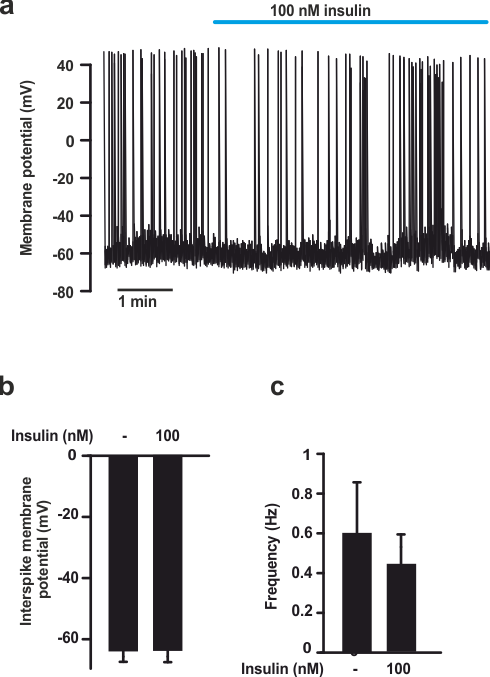 a
100 nM insulin
Membrane potential (mV)
40
20
0
-20
-40
-60
-80
1 min
b
Insulin (nM) - 100
Interspike membrane
potential (mV)
0
-20
-40
-60
c
Frequency (Hz)
1
0.8
0.6
0.4
0.2
0
Insulin (nM) - 100